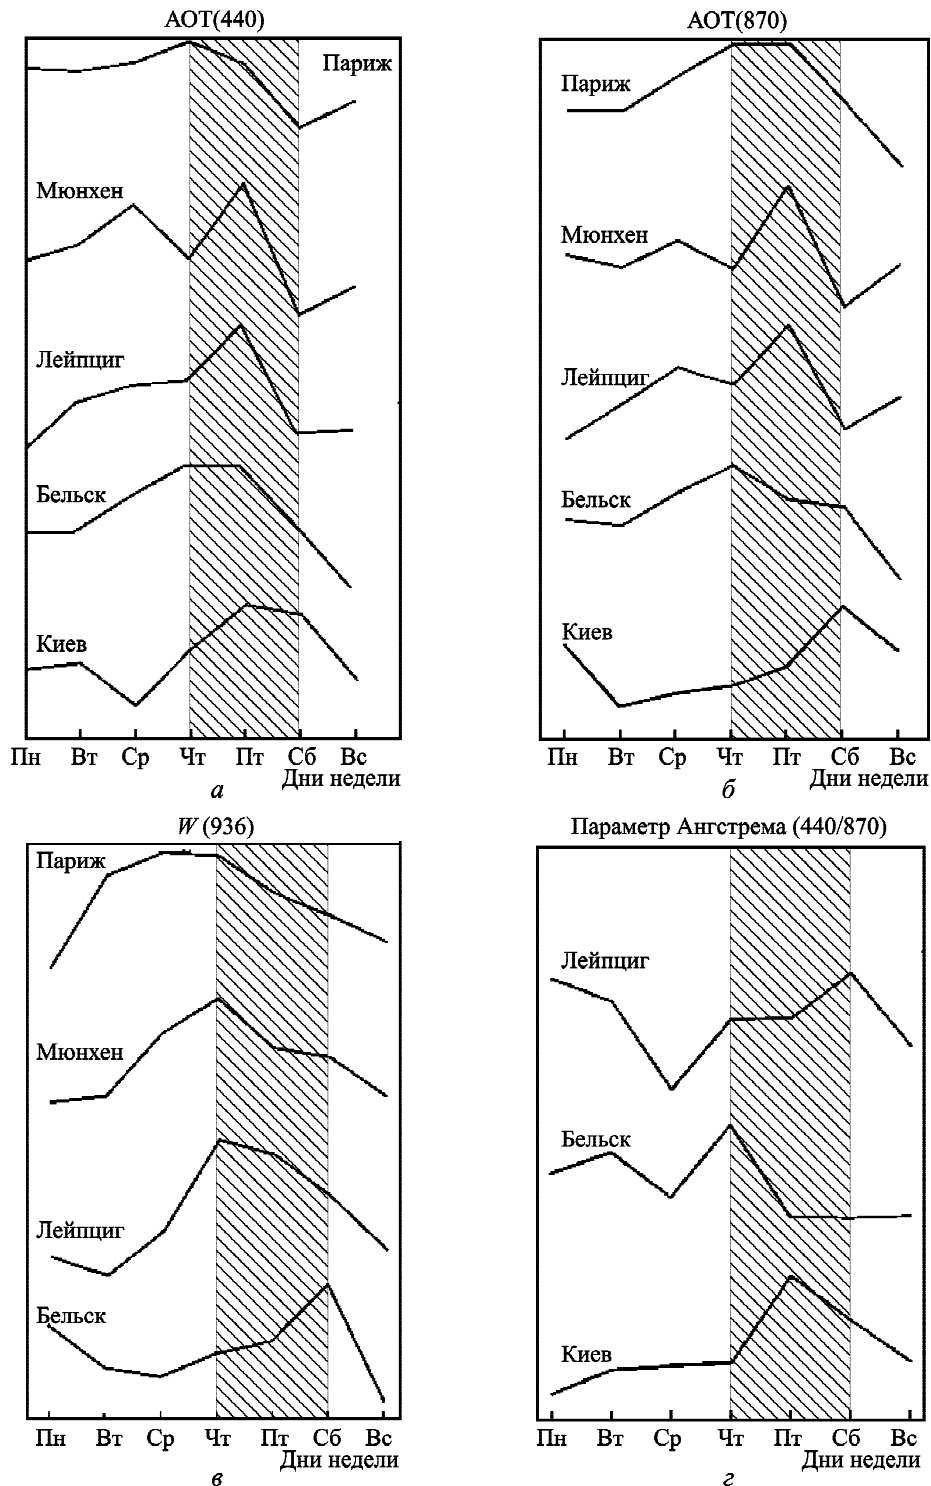 АОТ(440)
Париж
Мюнхен
Лейпциг
Бельск
Киев
Пн Вт Ср Чт Пт Сб Вс
Дни недели
а
АОТ(870)
Париж
Мюнхен
Лейпциг
Бельск
Киев
Пн Вт Ср Чт Пт Сб Вс
Дни недели
б
W (936)
Париж
Мюнхен
Лейпциг
Бельск
Пн Вт Ср Чт Пт Сб Вс
Дни недели
в
Параметр Ангстрема (440/870)
Лейпциг
Бельск
Киев
Пн Вт Ср Чт Пт Сб Вс
Дни недели
г